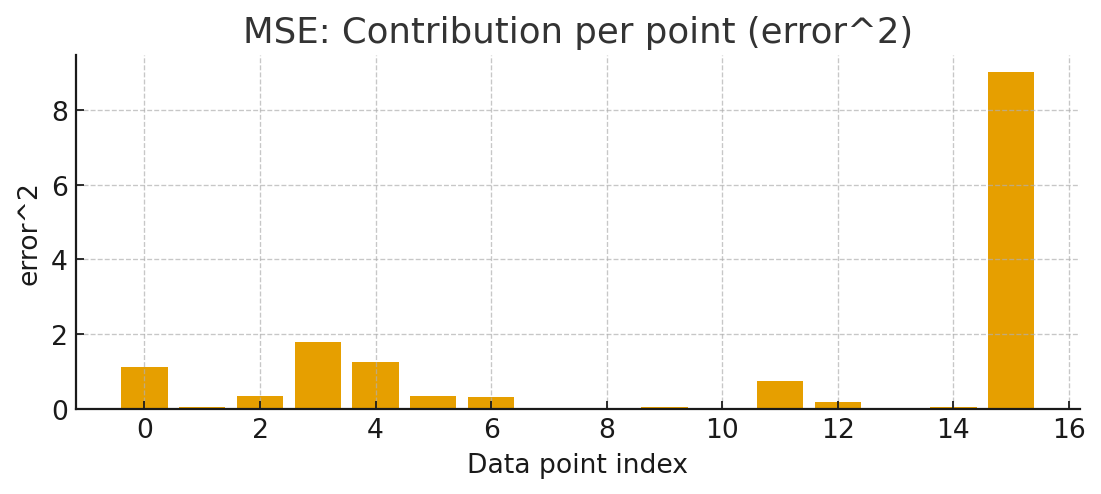 MSE: Contribution per point (error^2)
error^2
8
6
4
2
0
0 2 4 6 8 10 12 14 16
Data point index